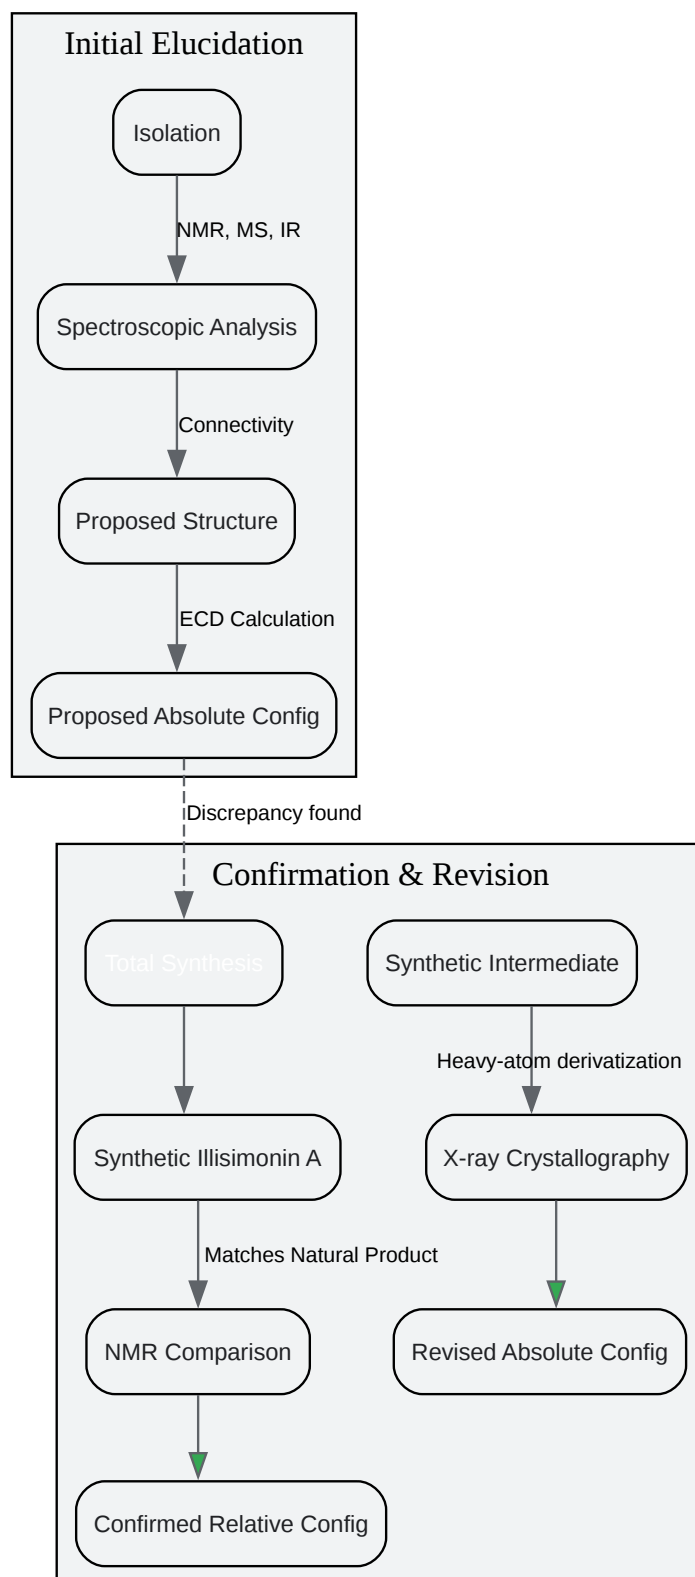 Initial Elucidation
Isolation
NMR, MS, IR
Spectroscopic Analysis
Connectivity
Proposed Structure
ECD Calculation
Proposed Absolute Config
Discrepancy found
Confirmation & Revision
Total Synthesis
Synthetic Intermediate
Heavy-atom derivatization
Synthetic Illisimonin A
X-ray Crystallography
Matches Natural Product
NMR Comparison
Revised Absolute Config
Confirmed Relative Config